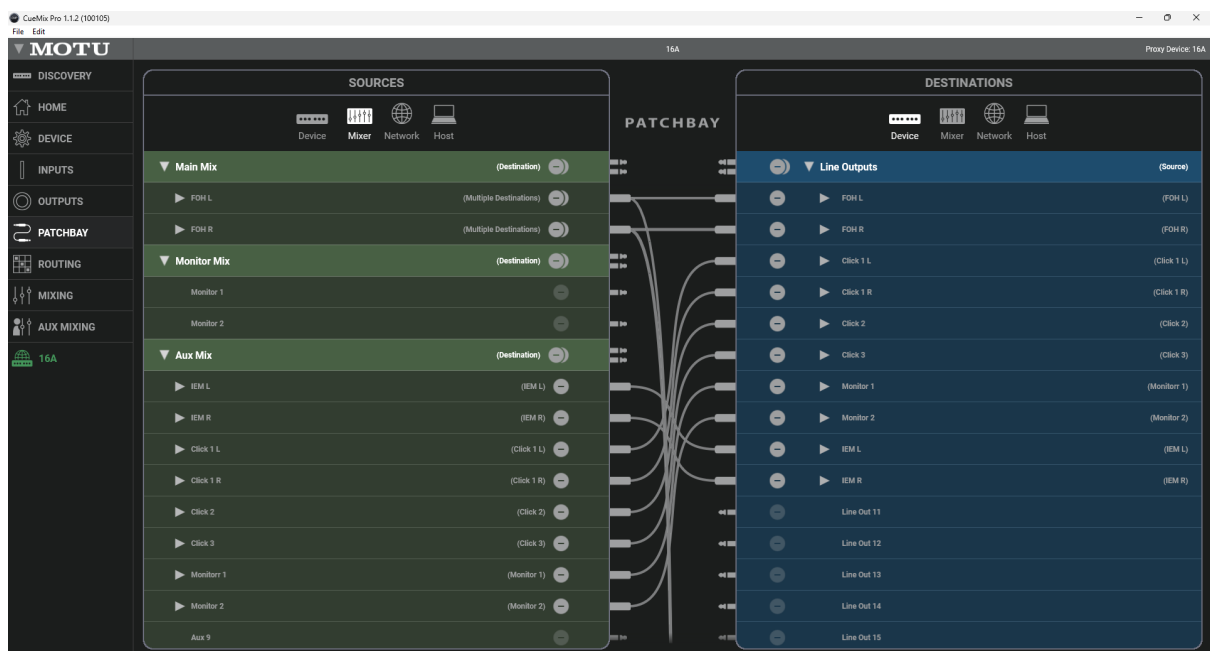 CueMix Pro 1.1.2 (100105)
File Edit
MOTU
16A
Proxy Device: 16A
DISCOVERY
HOME
DEVICE
INPUTS
OUTPUTS
PATCHBAY
ROUTING
MIXING
AUX MIXING
16A
SOURCES
Device Mixer Network Host
Main Mix (Destination)
FOH L (Multiple Destinations)
FOH R (Multiple Destinations)
Monitor Mix (Destination)
Monitor 1
Monitor 2
Aux Mix (Destination)
IEM L (IEM L)
IEM R (IEM R)
Click 1 L (Click 1 L)
Click 1 R (Click 1 R)
Click 2 (Click 2)
Click 3 (Click 3)
Monitorr 1 (Monitor 1)
Monitor 2 (Monitor 2)
Aux 9
PATCHBAY
DESTINATIONS
Device Mixer Network Host
Line Outputs (Source)
FOH L (FOH L)
FOH R (FOH R)
Click 1 L (Click 1 L)
Click 1 R (Click 1 R)
Click 2 (Click 2)
Click 3 (Click 3)
Monitor 1 (Monitorr 1)
Monitor 2 (Monitor 2)
IEM L (IEM L)
IEM R (IEM R)
Line Out 11
Line Out 12
Line Out 13
Line Out 14
Line Out 15